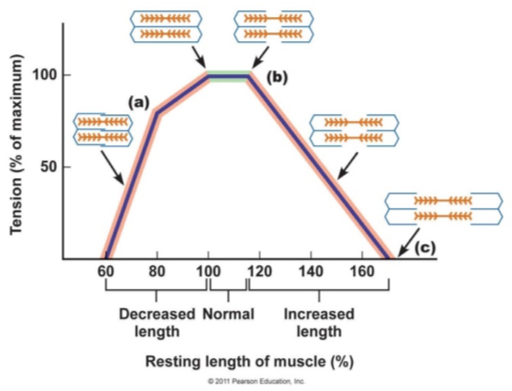 Tension (% of maximum)
100
50
(a)
(b)
(c)
60 80 100 120 140 160
Decreased length
Normal
Increased length
Resting length of muscle (%)
© 2011 Pearson Education, Inc.